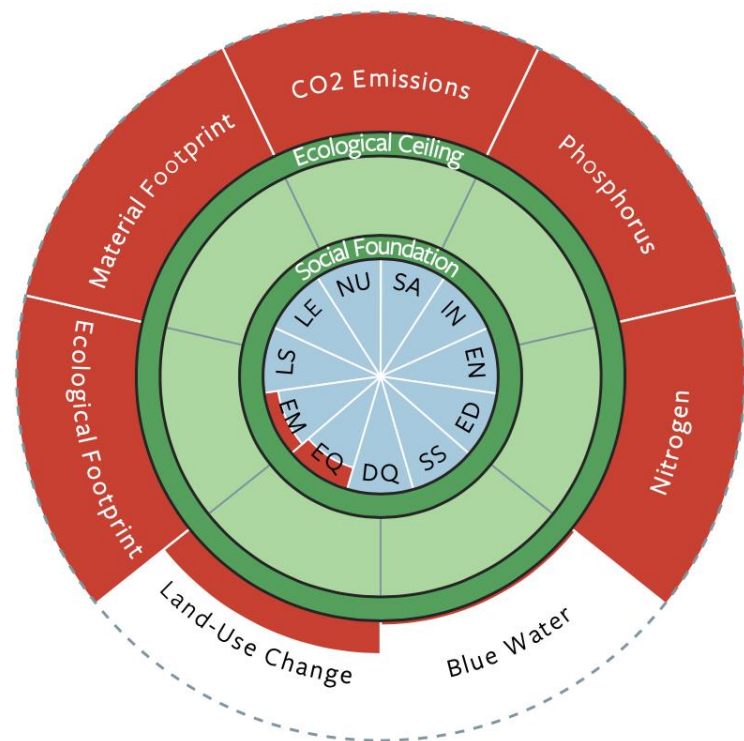 CO2 Emissions
Phosphorus
Nitrogen
Blue Water
Land-Use Change
Ecological Footprint
Material Footprint
Ecological Ceiling
Social Foundation
SA
IN
EN
ED
SS
DQ
EQ
EM
LS
LE
NU